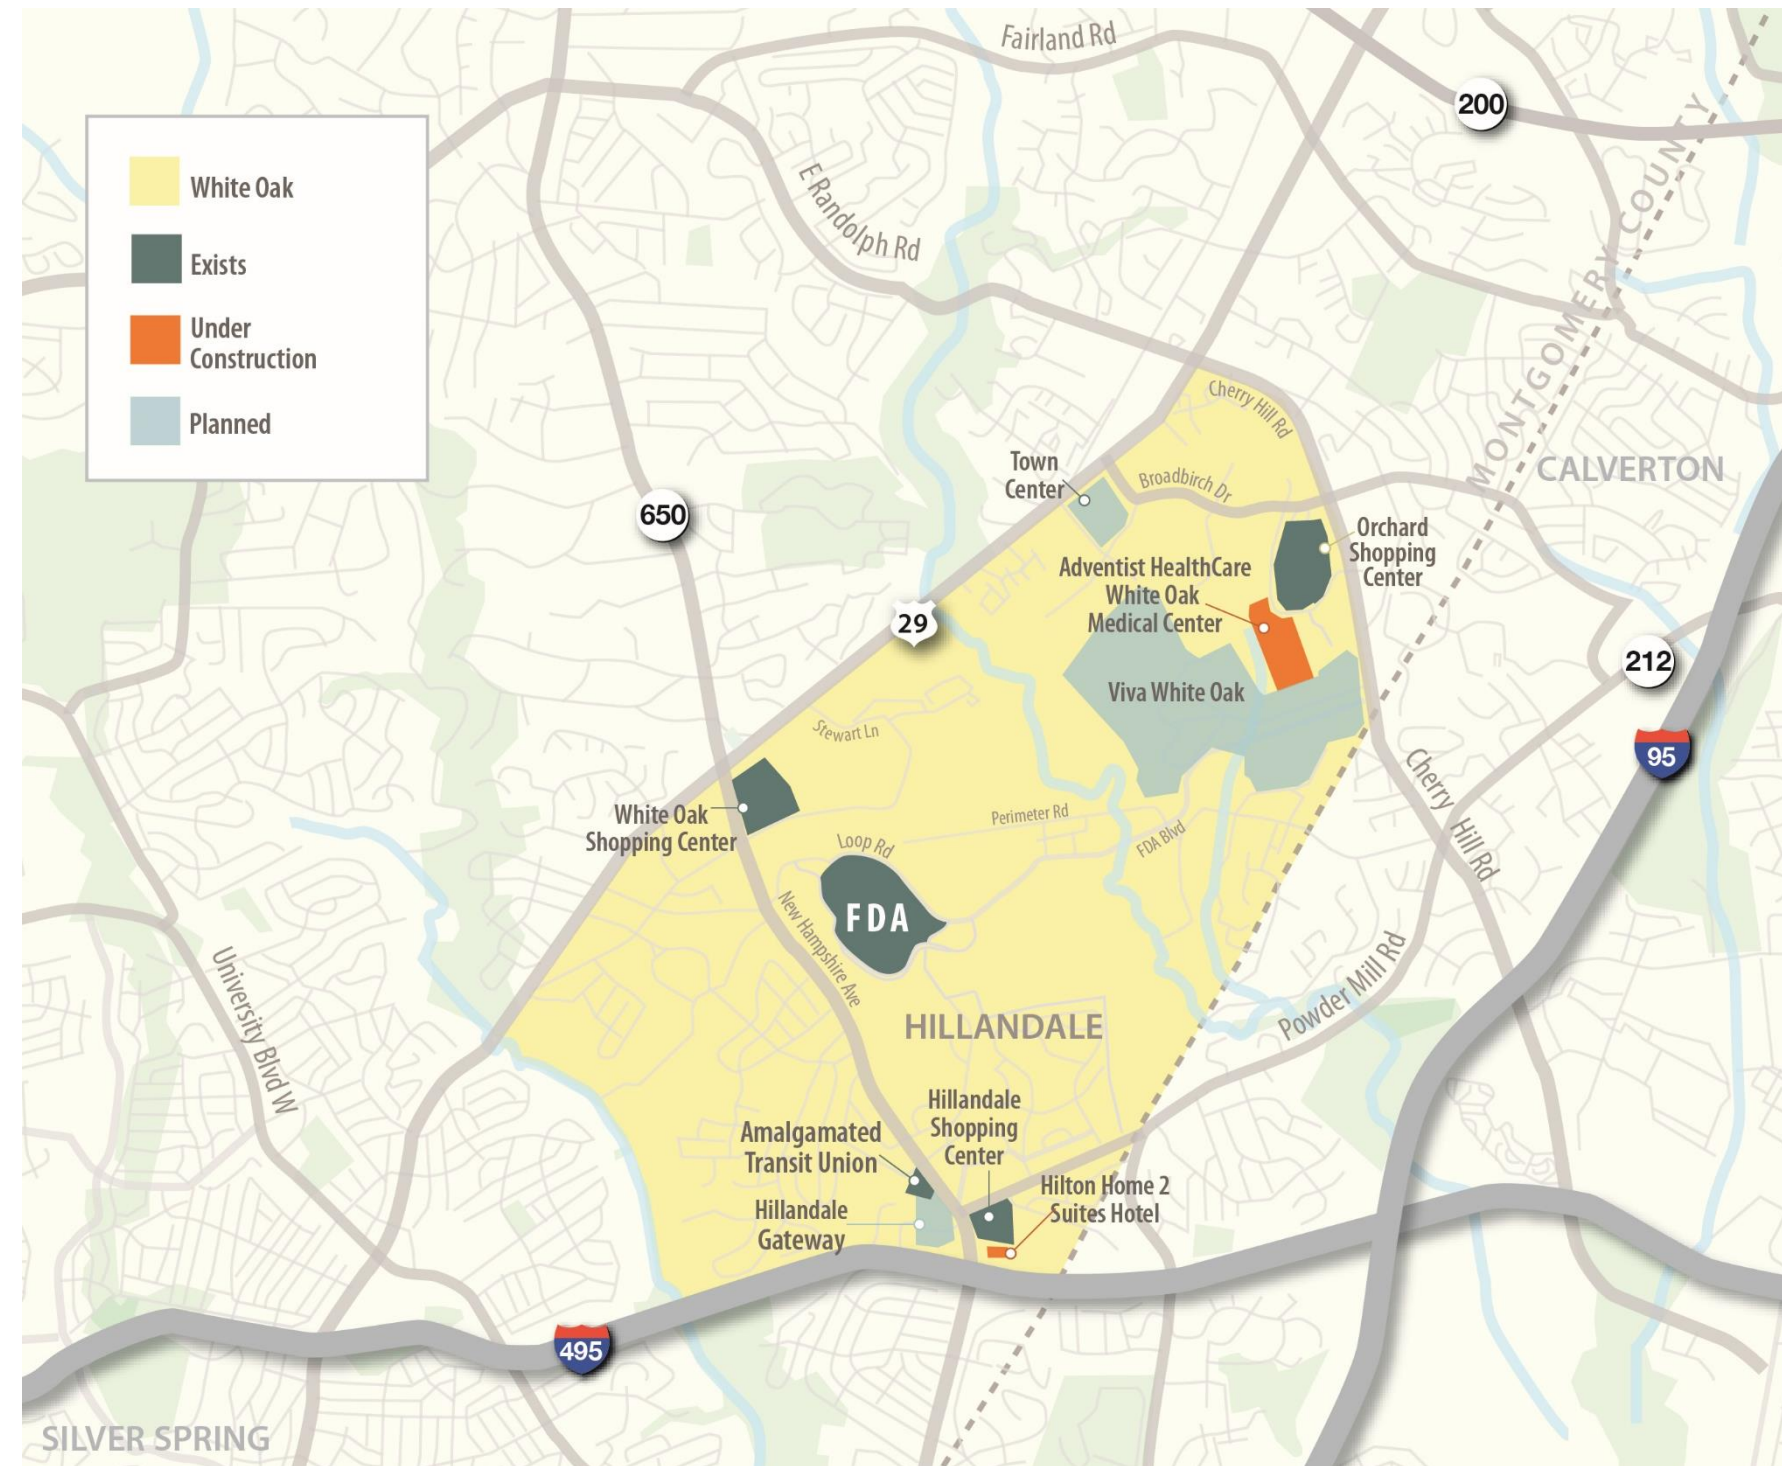 Fairland Rd
200
White Oak
Exists
Under
Construction
Planned
E Randolph Rd
MONTGOMERY COUNTY
Cherry Hill Rd
CALVERTON
Town
Center
Broadbirch Dr
650
Orchard
Shopping
Center
Adventist HealthCare
White Oak
Medical Center
29
212
Viva White Oak
Stewart Ln
95
Cherry Hill Rd
White Oak
Shopping Center
Perimeter Rd
FDA Blvd
Loop Rd
FDA
New Hampshire Ave
University Blvd W
Powder Mill Rd
HILLANDALE
Hillandale
Shopping
Center
Amalgamated
Transit Union
Hilton Home 2
Suites Hotel
Hillandale
Gateway
495
SILVER SPRING